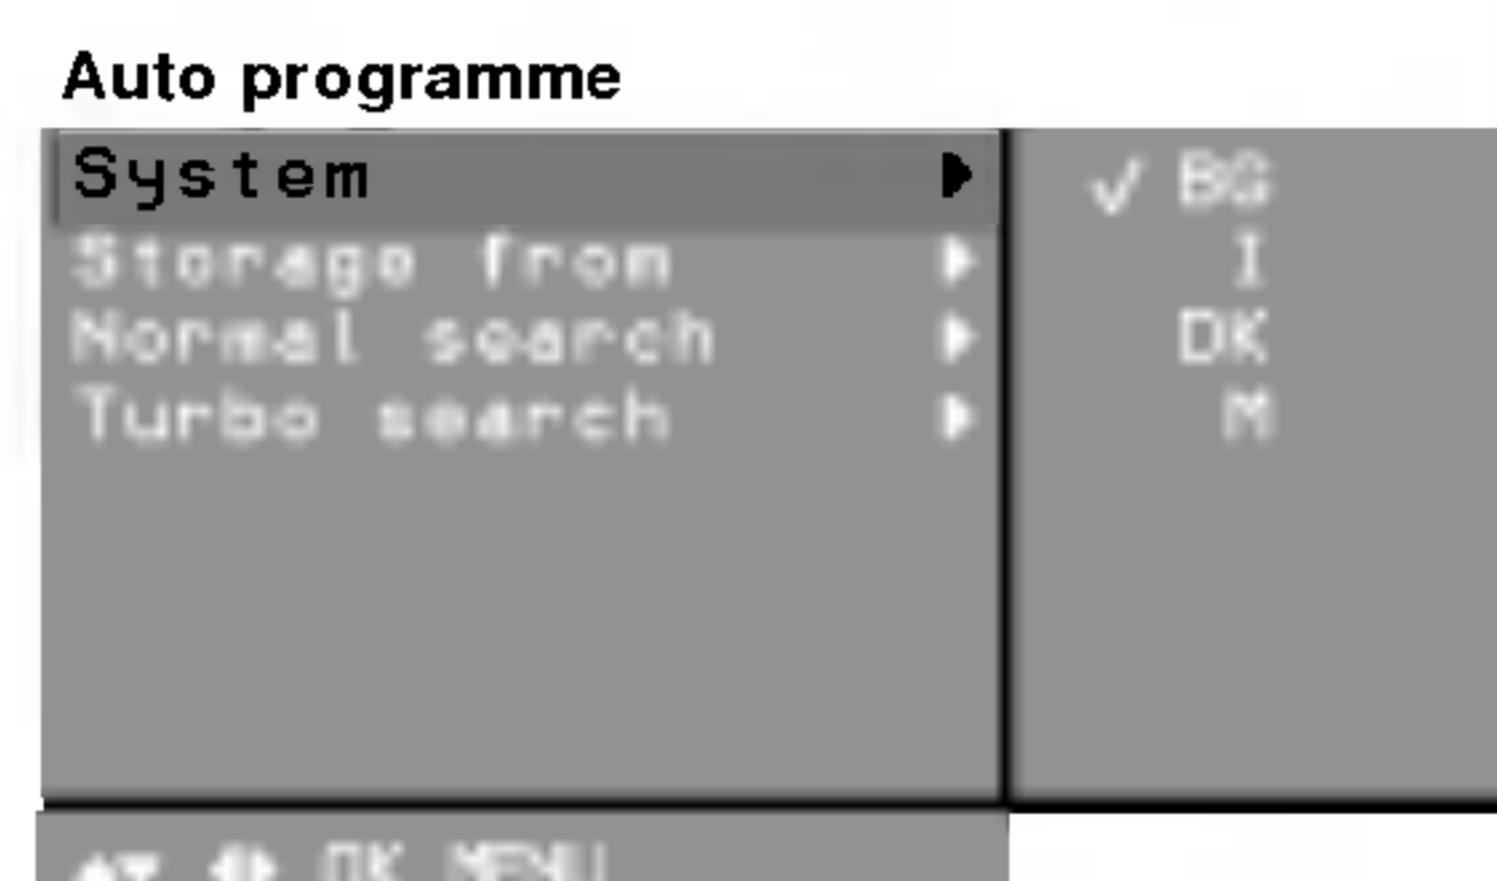 Auto programme
System ▶ ✓ BG
Storage from ▶ I
Normal search ▶ DK
Turbo search ▶ M
▲▼ ◀▶ OK MENU